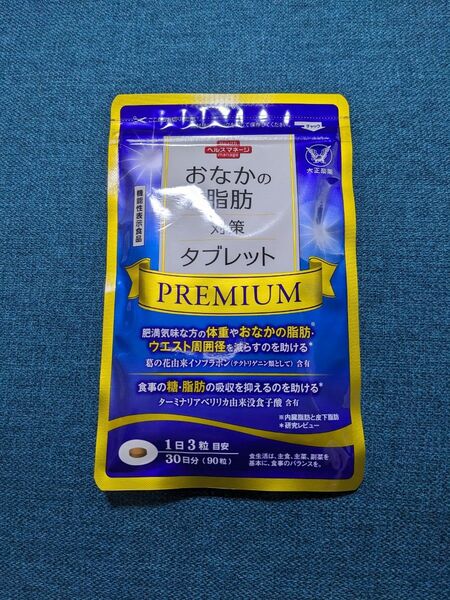 チャック
ヘルスマネージ
manage
大正製薬
機能性表示食品
おなかの
脂肪
対策
タブレット
PREMIUM
肥満気味な方の体重やおなかの脂肪※・
ウエスト周囲径を減らすのを助ける*
葛の花由来イソフラボン(テクトリゲニン類として)含有
食事の糖・脂肪の吸収を抑えるのを助ける*
ターミナリアベリリカ由来没食子酸 含有
※内臓脂肪と皮下脂肪
*研究レビュー
1日3粒 目安
30日分(90粒)
食生活は、主食、主菜、副菜を
基本に、食事のバランスを。